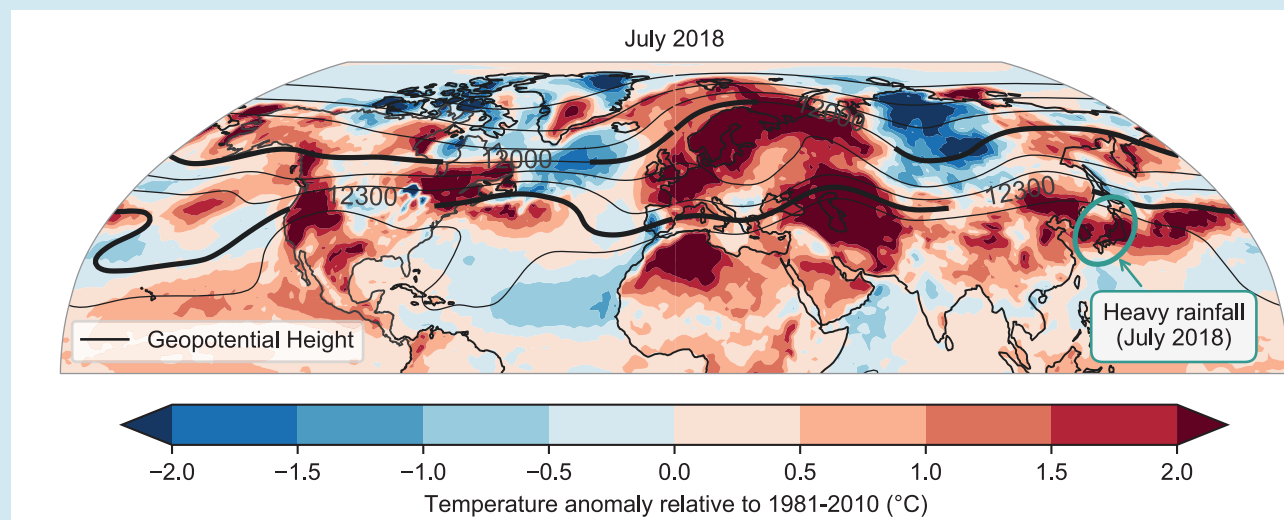 July 2018
12000
12000
12300
12300
Geopotential Height
Heavy rainfall
(July 2018)
−2.0 −1.5 −1.0 −0.5 0.0 0.5 1.0 1.5 2.0
Temperature anomaly relative to 1981-2010 (°C)